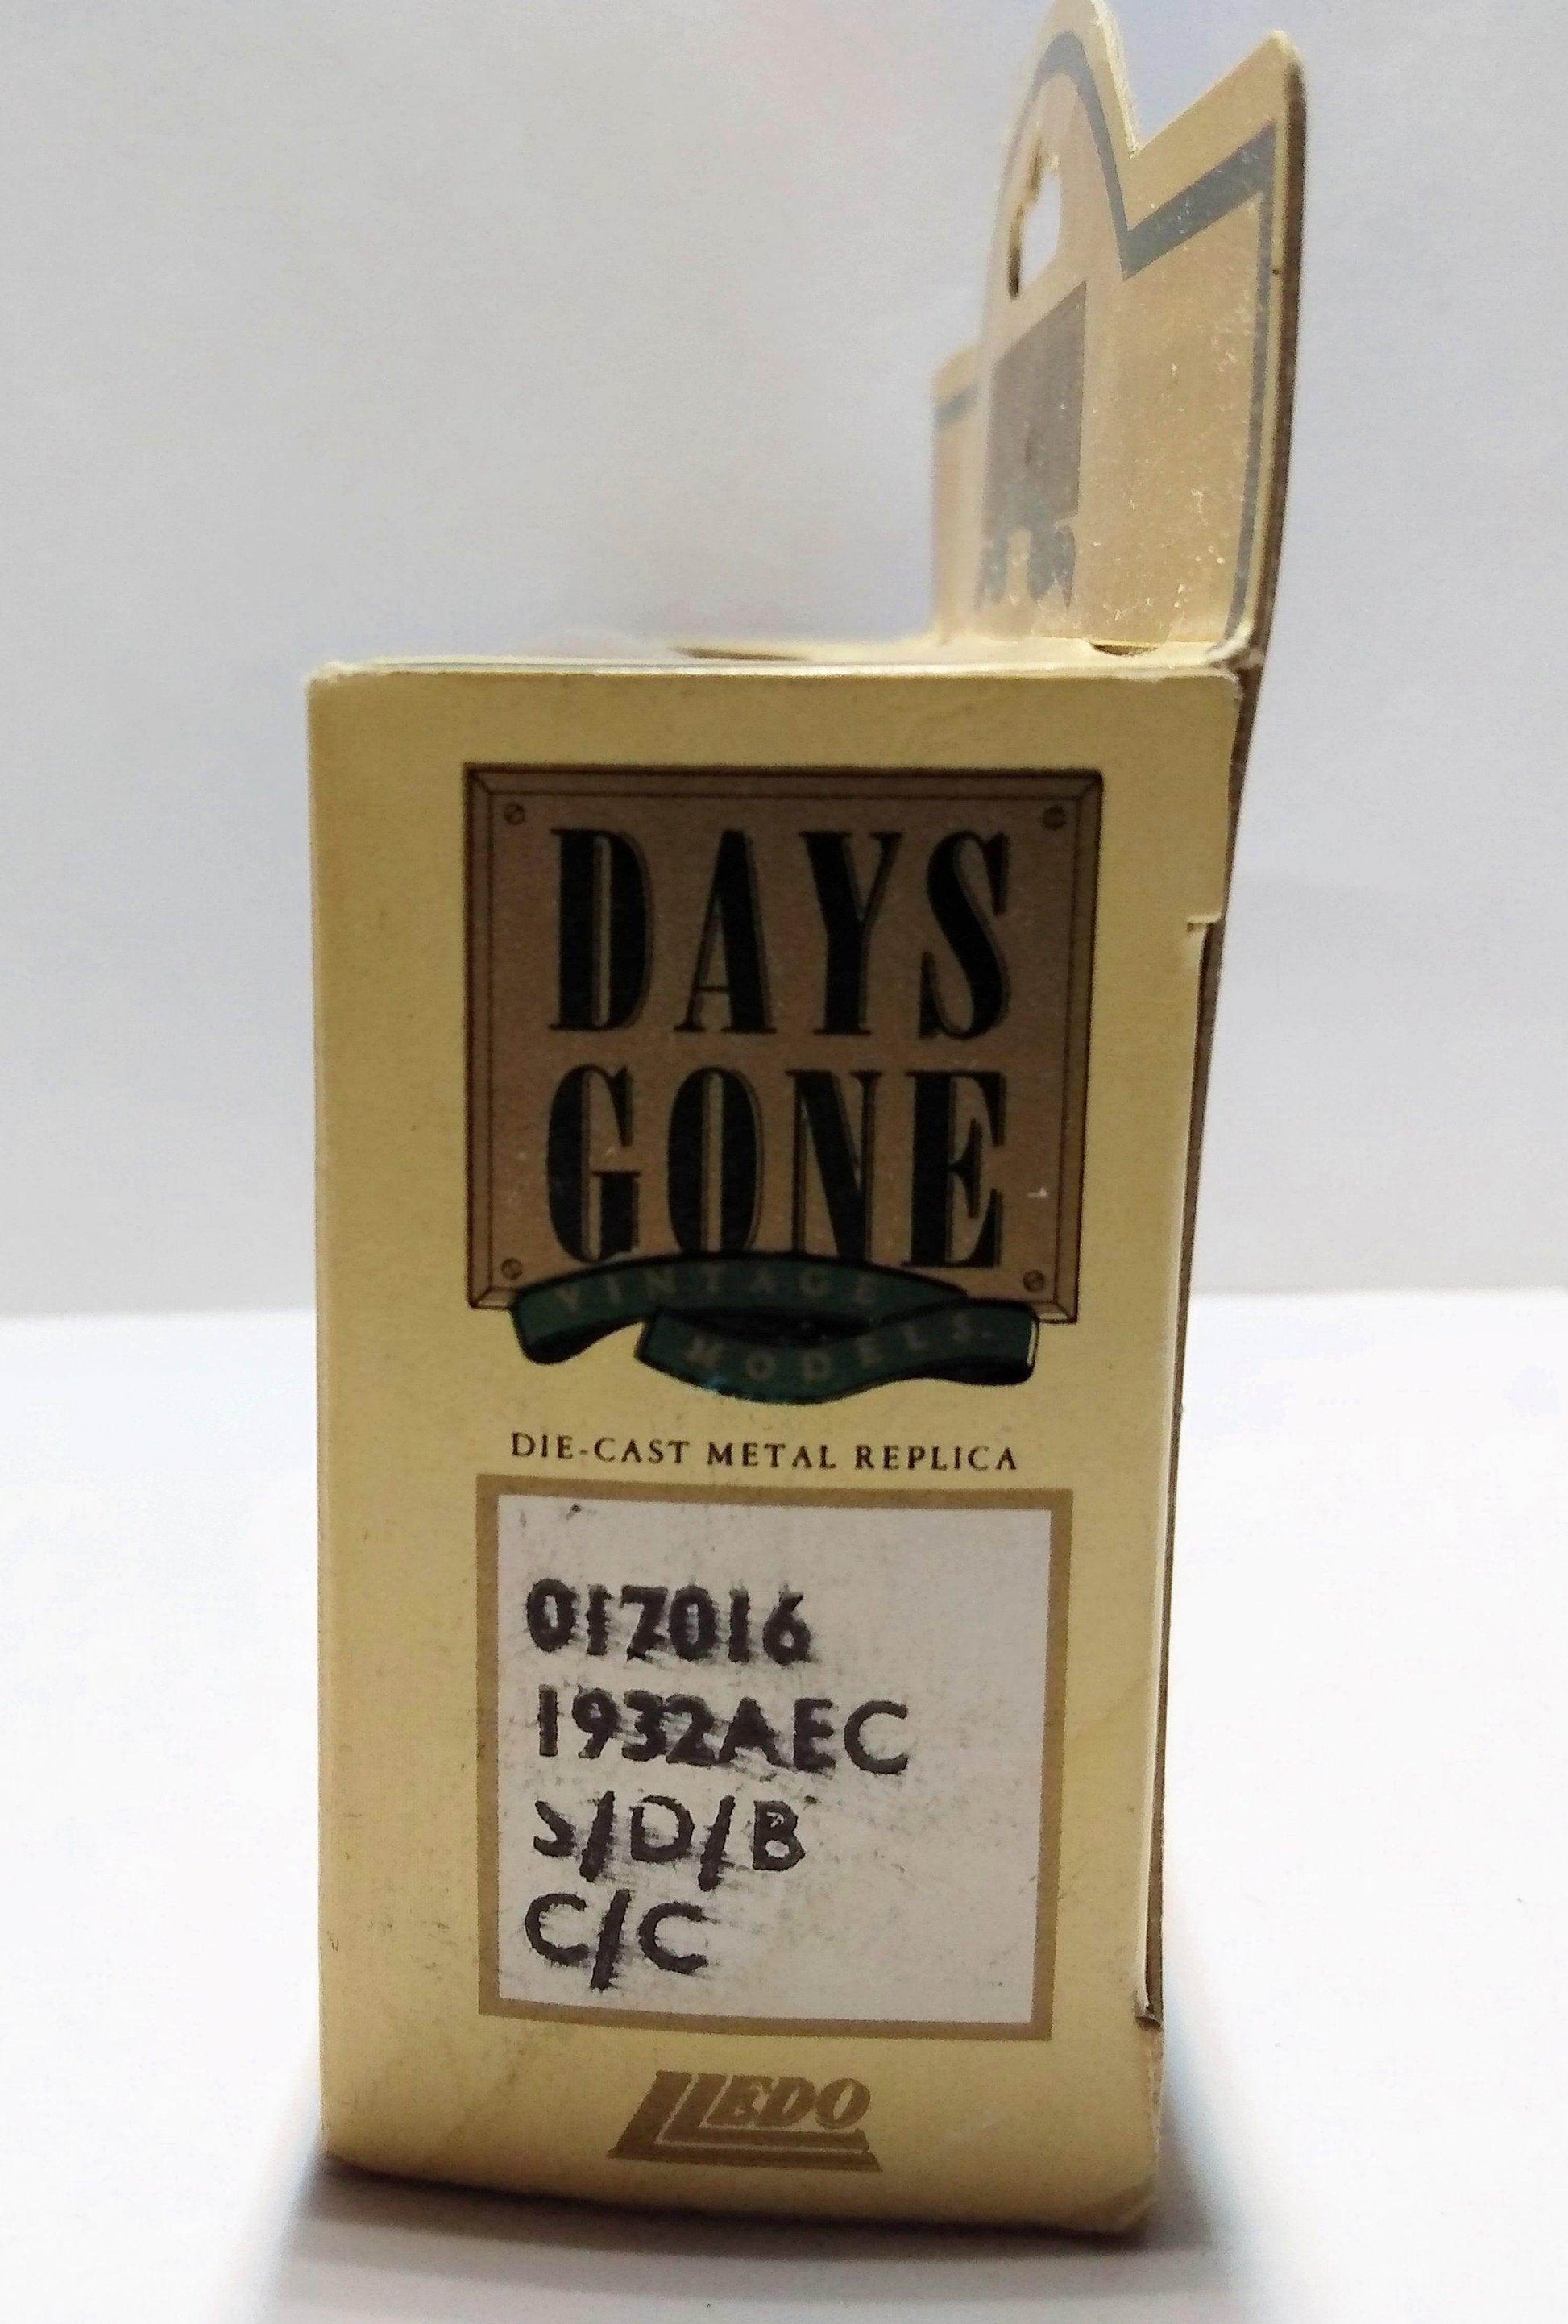 DAYS
GONE
VINTAGE
MODELS
DIE-CAST METAL REPLICA
017016
1932AEC
S/D/B
C/C
LLEDO